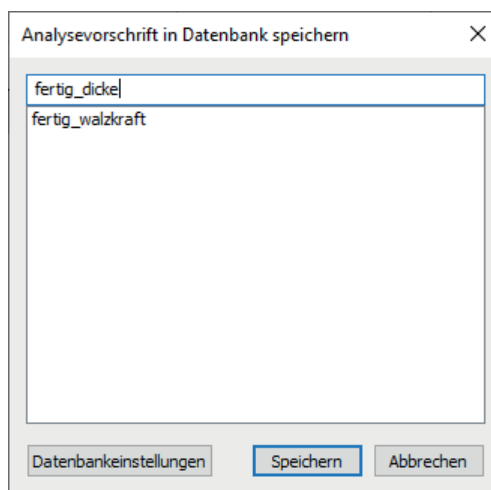 Analysevorschrift in Datenbank speichern
fertig_dicke
fertig_walzkraft
Datenbankeinstellungen Speichern Abbrechen